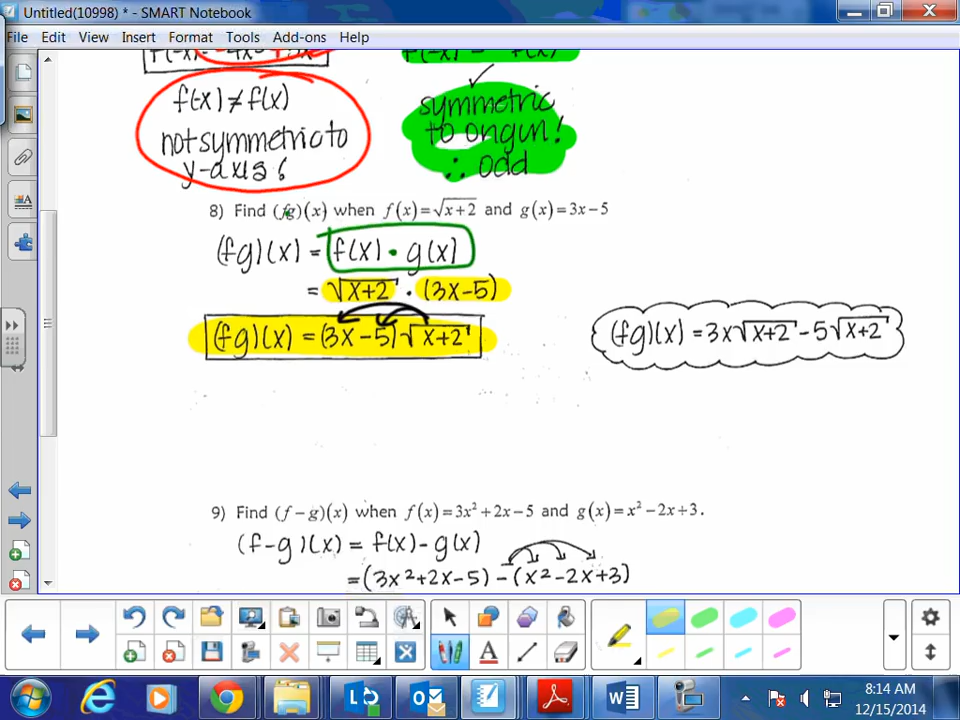 Untitled(10998) * - SMART Notebook
File Edit View Insert Format Tools Add-ons Help
f(-x) ≠ f(x)
not symmetric to
y-axis
symmetric
to origin!
∴ odd
8) Find (fg)(x) when f(x)=√x+2 and g(x)=3x-5
(fg)(x) = f(x) • g(x)
= √x+2 · (3x-5)
(fg)(x) = (3x-5)√x+2
(fg)(x) = 3x√x+2 - 5√x+2
9) Find (f-g)(x) when f(x)=3x²+2x-5 and g(x)=x²-2x+3.
(f-g)(x) = f(x)-g(x)
=(3x²+2x-5) -(x²-2x+3)
8:14 AM
12/15/2014